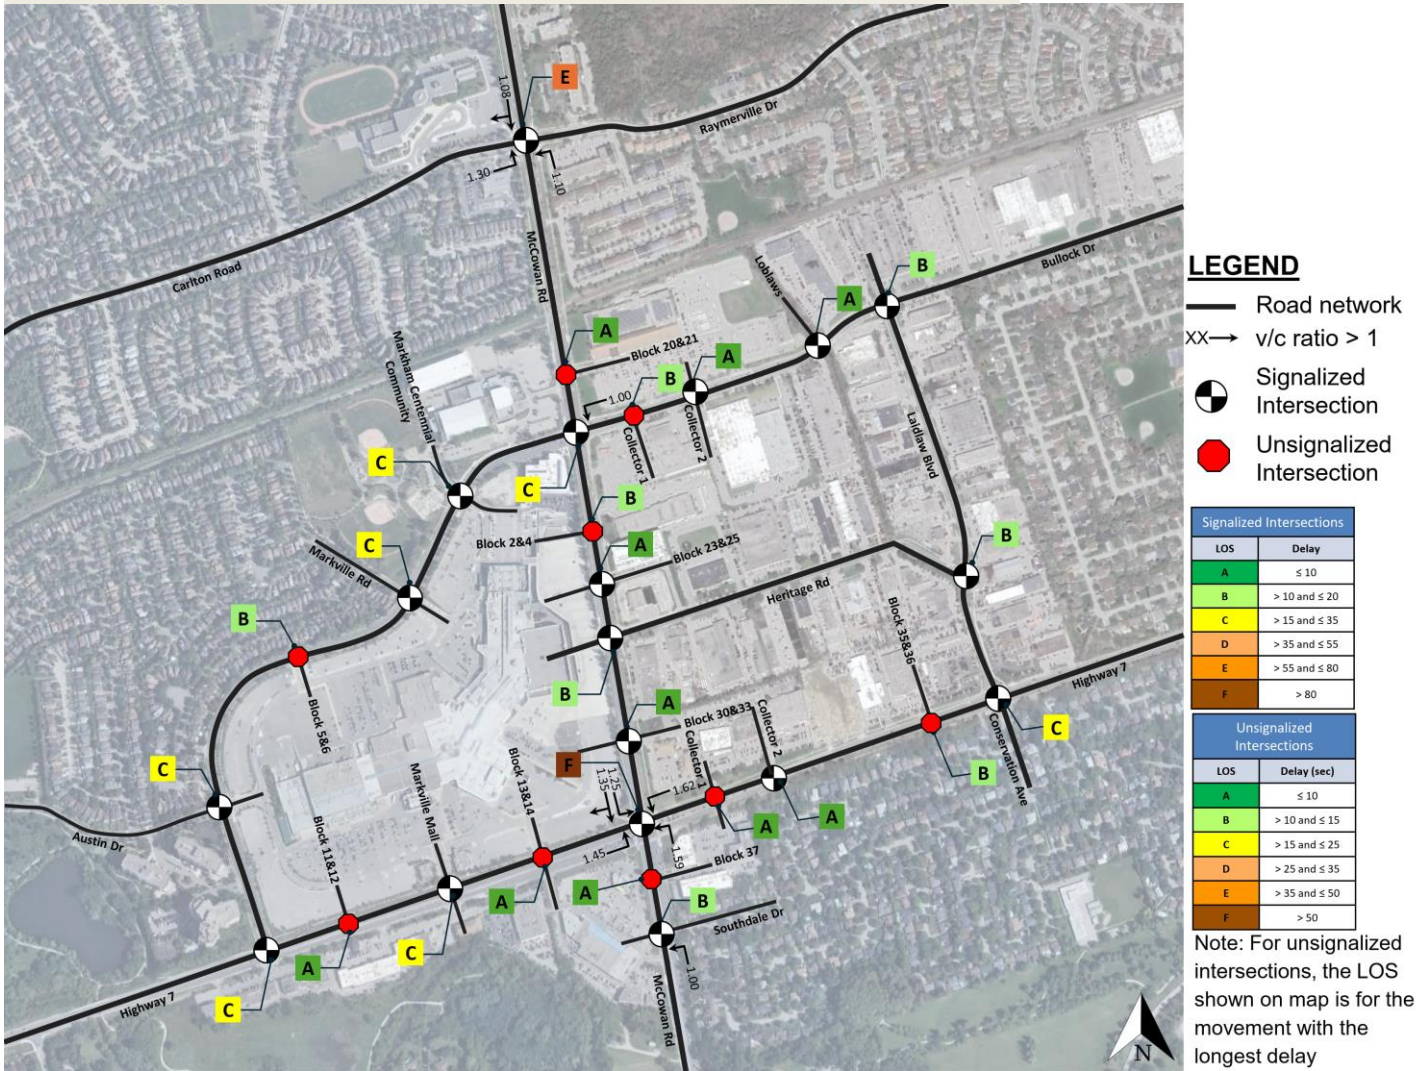 1.08
E
Raymerville Dr
1.30
1.10
Carlton Road
McCowan Rd
Loblaws
B
Bullock Dr
A
A
Block 20&21
A
B
1.00
Markham Centennial
Community
Collector 1
Collector 2
C
C
Laidlaw Blvd
B
Block 2&4
A
Block 23&25
C
Markville Rd
B
Heritage Rd
B
Block 35&36
B
Block 5&6
A
Block 30&33
Collector 1
Collector 2
Highway 7
Conservation Ave
C
F
1.35
1.25
1.62
C
Block 13&14
B
A
A
Austin Dr
Block 11&12
Markville Mall
1.45
1.59
Block 37
A
A
B
Southdale Dr
C
A
1.00
C
Highway 7
McCowan Rd
N
LEGEND
Road network
XX v/c ratio > 1
Signalized
Intersection
Unsignalized
Intersection
Signalized Intersections
LOS Delay
A ≤ 10
B > 10 and ≤ 20
C > 15 and ≤ 35
D > 35 and ≤ 55
E > 55 and ≤ 80
F > 80
Unsignalized
Intersections
LOS Delay (sec)
A ≤ 10
B > 10 and ≤ 15
C > 15 and ≤ 25
D > 25 and ≤ 35
E > 35 and ≤ 50
F > 50
Note: For unsignalized
intersections, the LOS
shown on map is for the
movement with the
longest delay